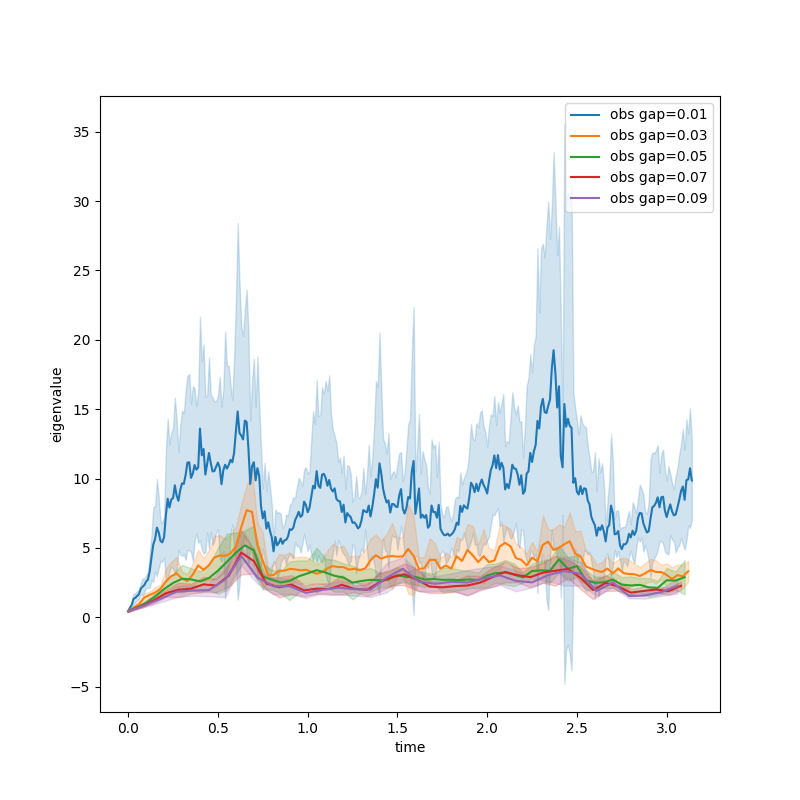 obs gap=0.01
obs gap=0.03
obs gap=0.05
obs gap=0.07
obs gap=0.09
35
30
25
20
15
10
5
0
−5
eigenvalue
0.0 0.5 1.0 1.5 2.0 2.5 3.0
time